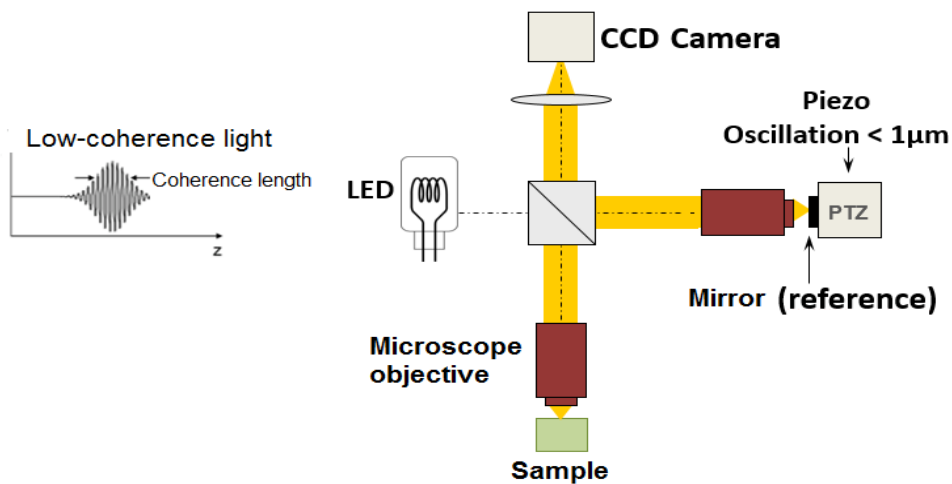 CCD Camera
Piezo
Oscillation < 1µm
Low-coherence light
Coherence length
z
LED
PTZ
Mirror (reference)
Microscope
objective
Sample